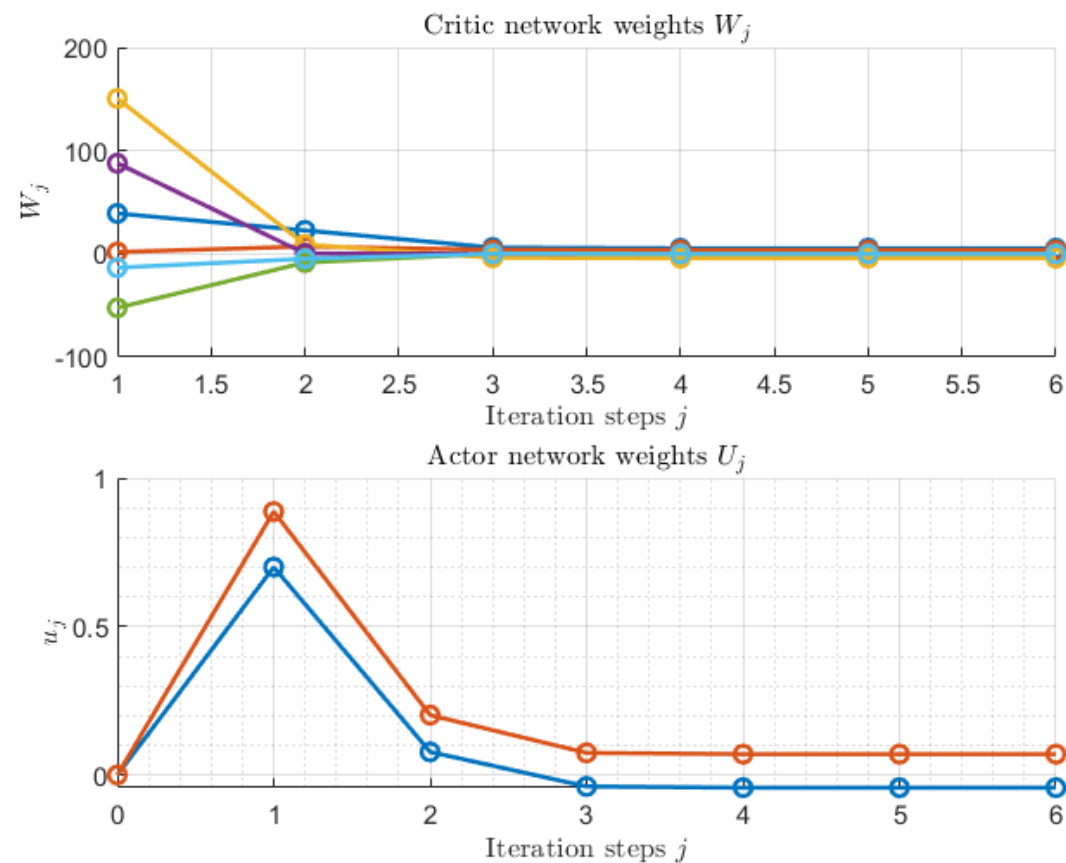 Critic network weights W_j
200
100
0
-100
W_j
1 1.5 2 2.5 3 3.5 4 4.5 5 5.5 6
Iteration steps j
Actor network weights U_j
1
0.5
0
u_j
0 1 2 3 4 5 6
Iteration steps j